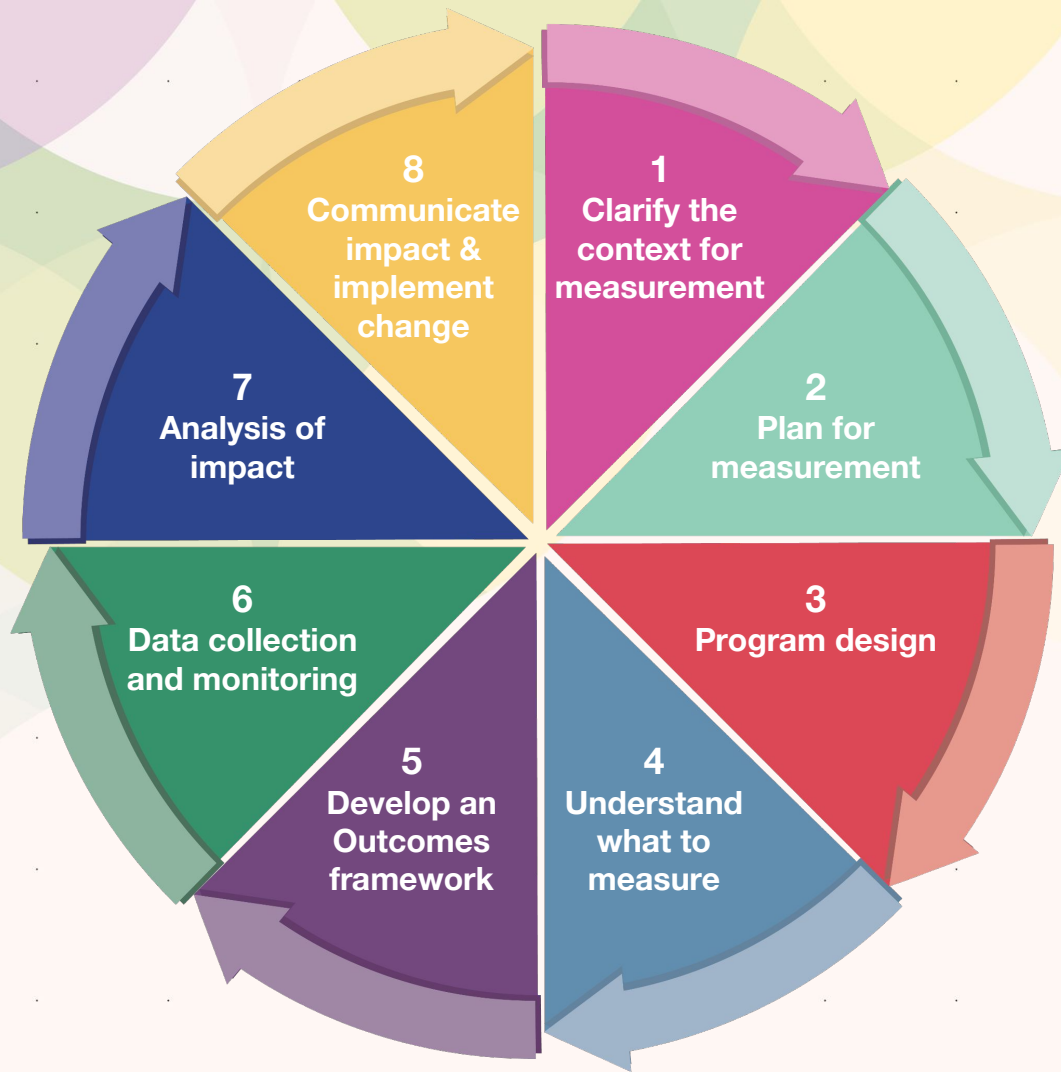 1
Clarify the
context for
measurement
2
Plan for
measurement
3
Program design
4
Understand
what to
measure
5
Develop an
Outcomes
framework
6
Data collection
and monitoring
7
Analysis of
impact
8
Communicate
impact &
implement
change